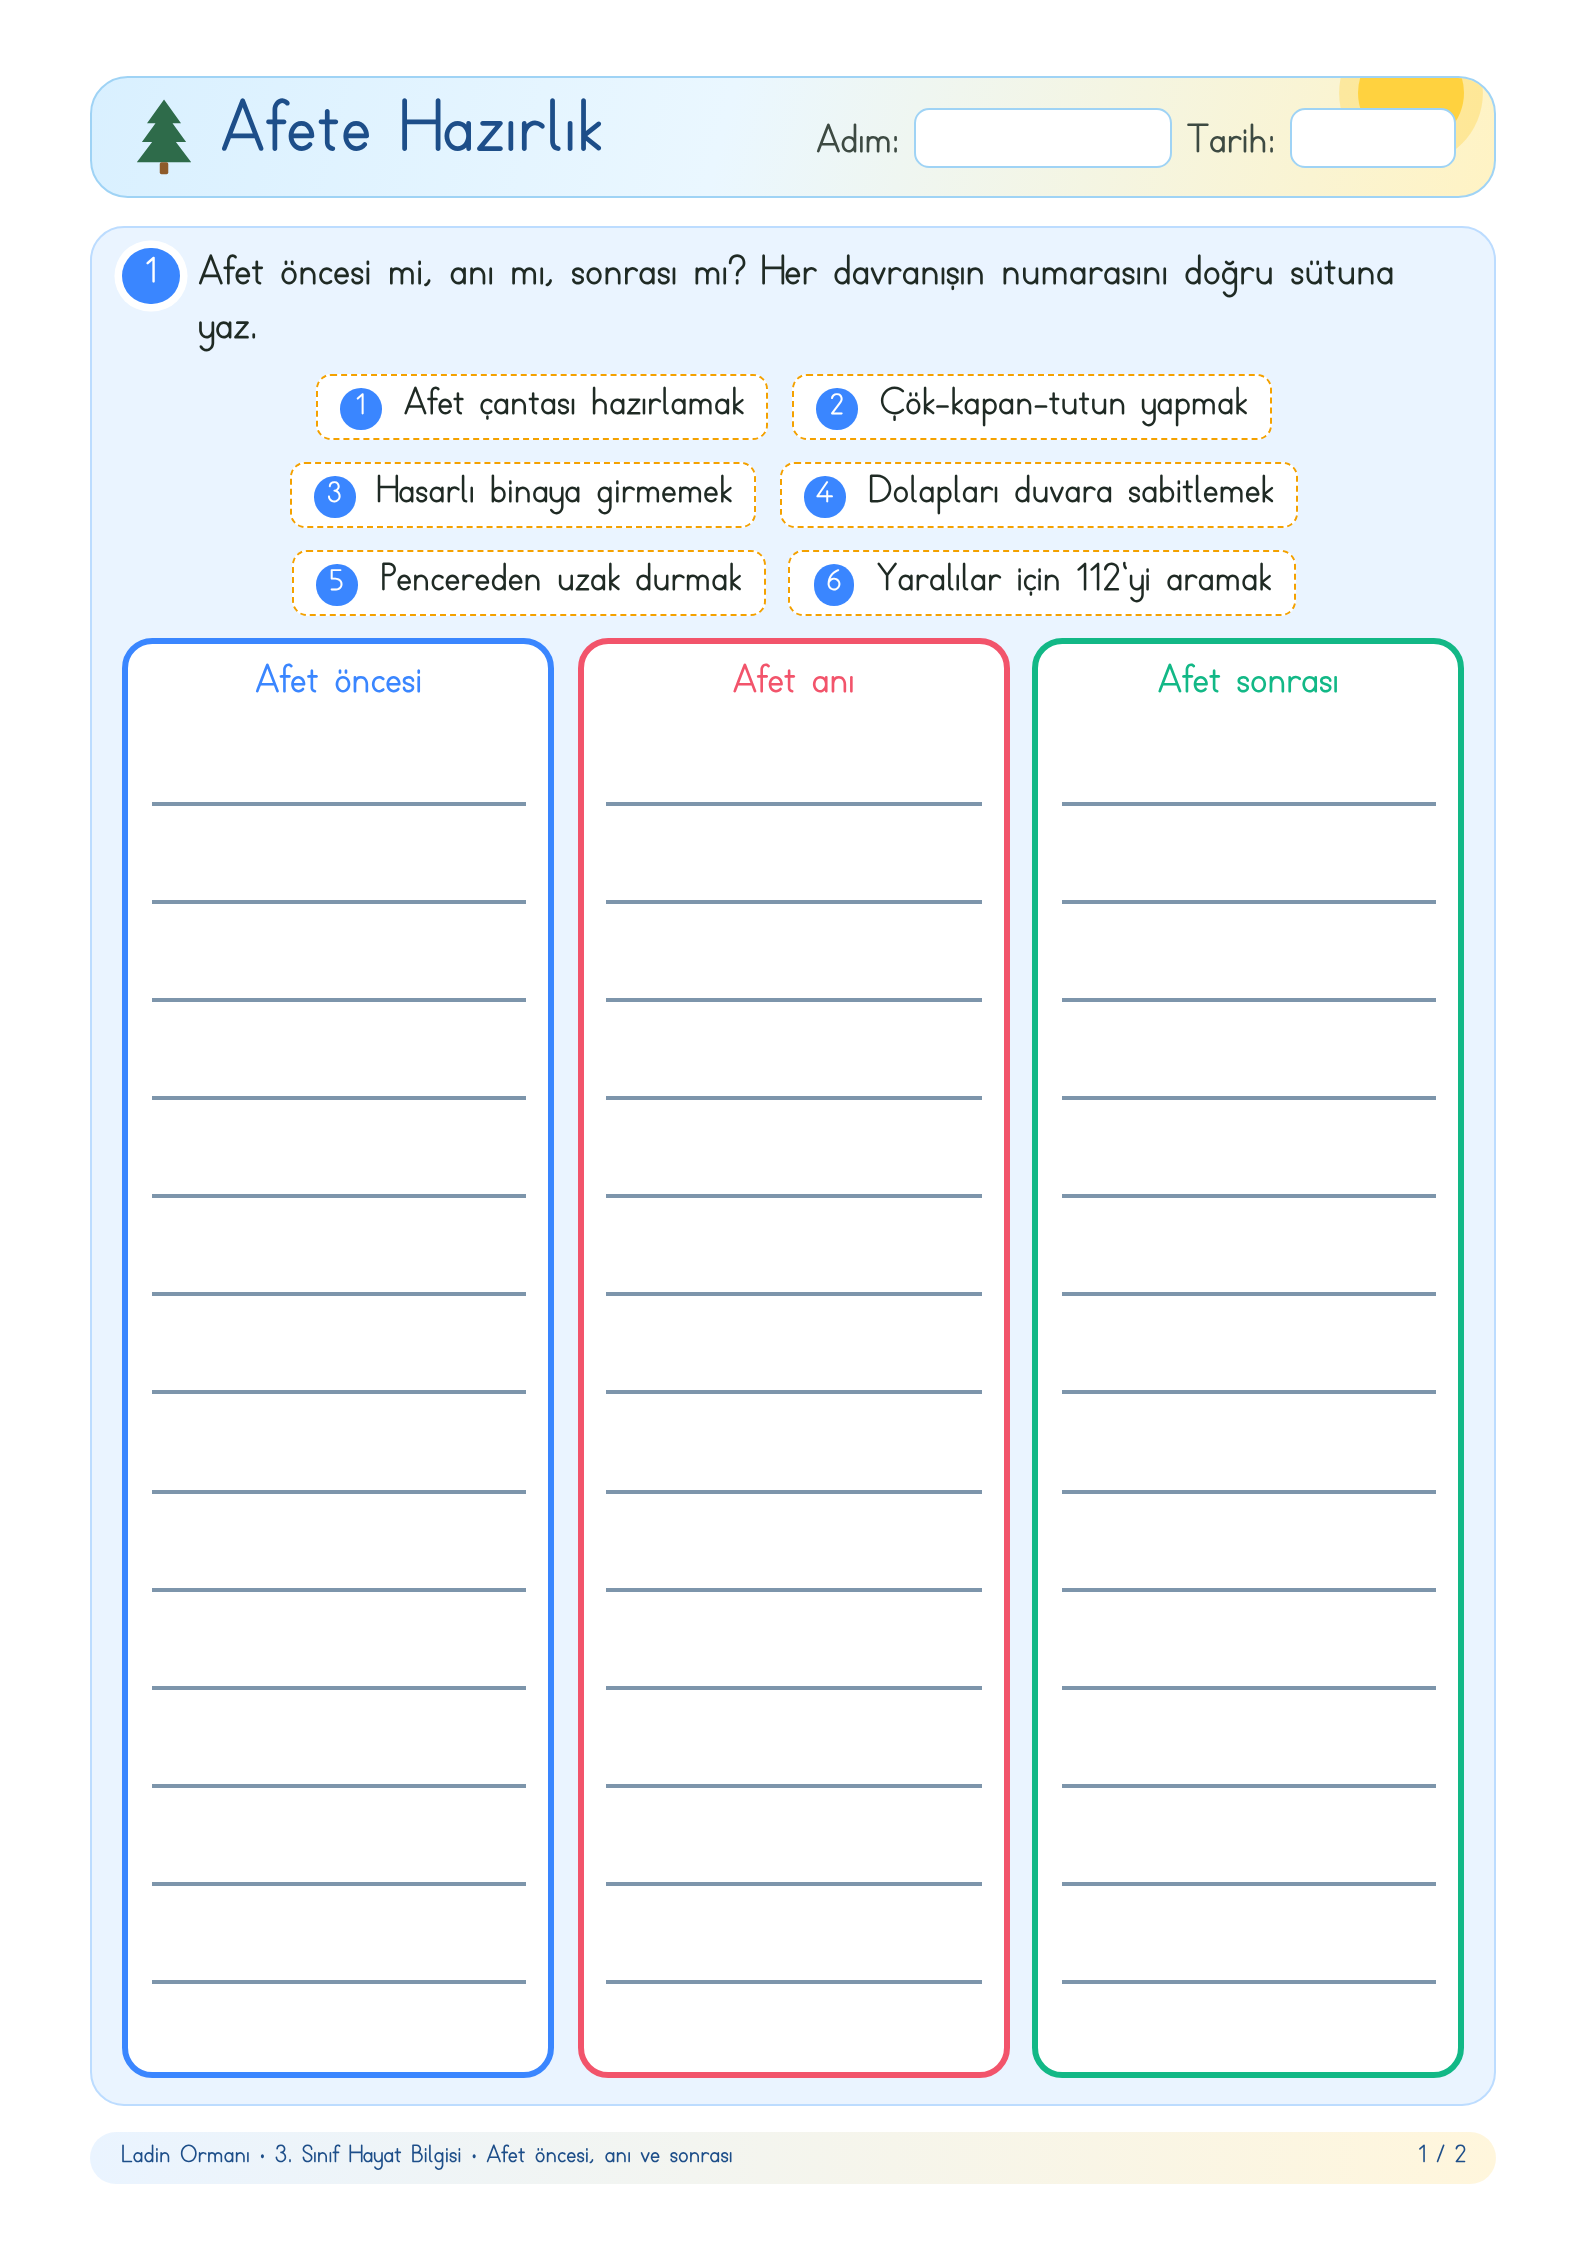 Afete Hazırlık
Adım:
Tarih:
1
Afet öncesi mi, anı mı, sonrası mı? Her davranışın numarasını doğru sütuna
yaz.
1 Afet çantası hazırlamak
2 Çök-kapan-tutun yapmak
3 Hasarlı binaya girmemek
4 Dolapları duvara sabitlemek
5 Pencereden uzak durmak
6 Yaralılar için 112‛yi aramak
Afet öncesi
Afet anı
Afet sonrası
Ladin Ormanı • 3. Sınıf Hayat Bilgisi • Afet öncesi, anı ve sonrası
1 / 2